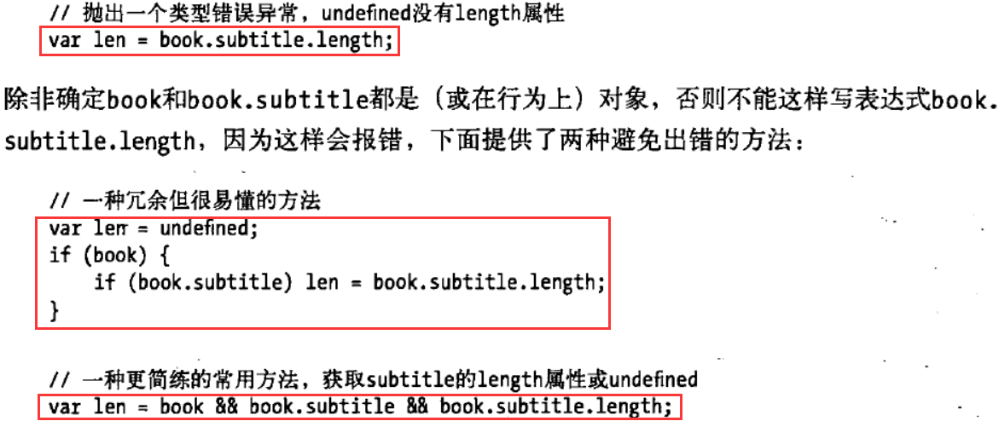 // 抛出一个类型错误异常，undefined没有length属性
var len = book.subtitle.length;
除非确定book和book.subtitle都是（或在行为上）对象，否则不能这样写表达式book.
subtitle.length，因为这样会报错，下面提供了两种避免出错的方法：
// 一种冗余但很易懂的方法
var len = undefined;
if (book) {
    if (book.subtitle) len = book.subtitle.length;
}
// 一种更简练的常用方法，获取subtitle的length属性或undefined
var len = book && book.subtitle && book.subtitle.length;